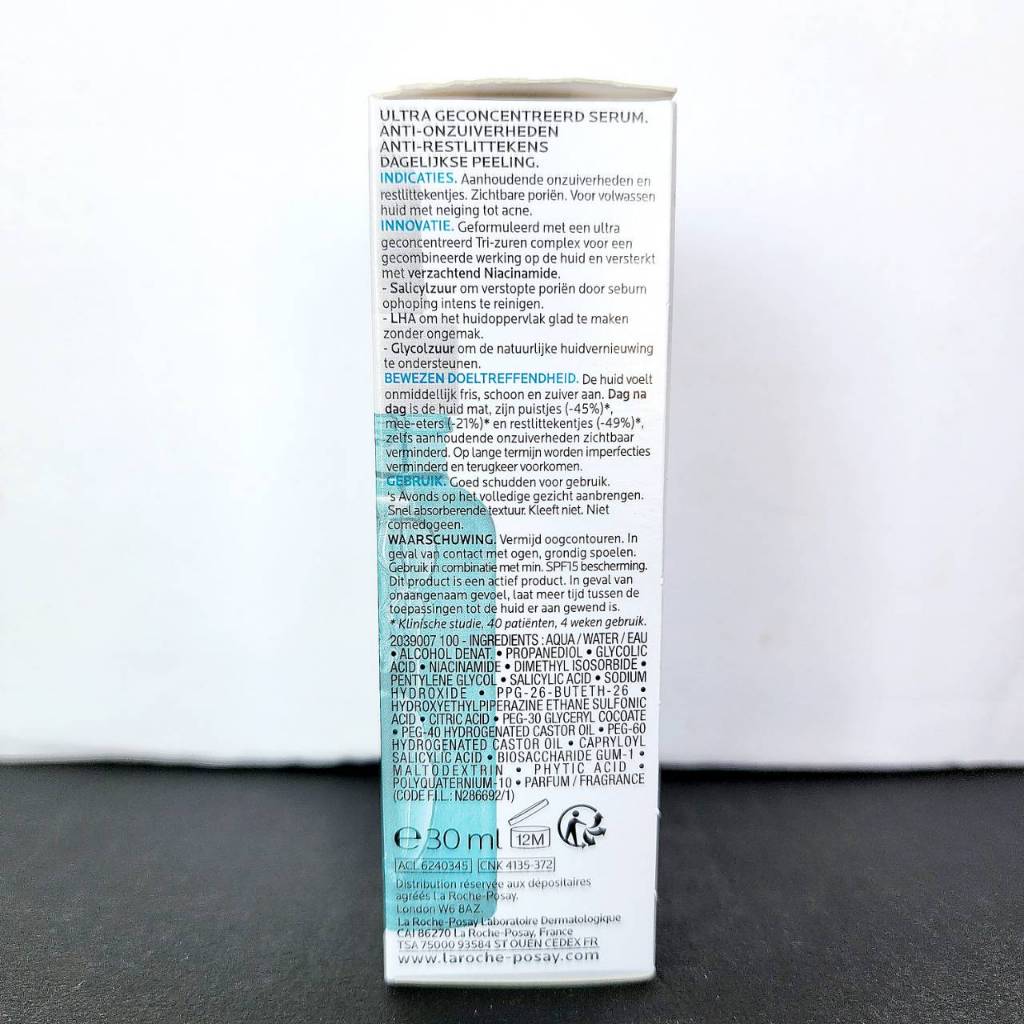 ULTRA GECONCENTREERD SERUM.
ANTI-ONZUIVERHEDEN
ANTI-RESTLITTEKENS
DAGELIJKSE PEELING.
INDICATIES. Aanhoudende onzuiverheden en
restlittekentjes. Zichtbare poriën. Voor volwassen
huid met neiging tot acne.
INNOVATIE. Geformuleerd met een ultra
geconcentreerd Tri-zuren complex voor een
gecombineerde werking op de huid en versterkt
met verzachtend Niacinamide.
- Salicylzuur om verstopte poriën door sebum
ophoping intens te reinigen.
- LHA om het huidoppervlak glad te maken
zonder ongemak.
- Glycolzuur om de natuurlijke huidvernieuwing
te ondersteunen.
BEWEZEN DOELTREFFENDHEID. De huid voelt
onmiddellijk fris, schoon en zuiver aan. Dag na
dag is de huid mat, zijn puistjes (-45%)*,
mee-eters (-21%)* en restlittekentjes (-49%)*,
zelfs aanhoudende onzuiverheden zichtbaar
verminderd. Op lange termijn worden imperfecties
verminderd en terugkeer voorkomen.
GEBRUIK. Goed schudden voor gebruik.
's Avonds op het volledige gezicht aanbrengen.
Snel absorberende textuur. Kleeft niet. Niet
comedogeen.
WAARSCHUWING. Vermijd oogcontouren. In
geval van contact met ogen, grondig spoelen.
Gebruik in combinatie met min. SPF15 bescherming.
Dit product is een actief product. In geval van
onaangenaam gevoel, laat meer tijd tussen de
toepassingen tot de huid er aan gewend is.
* Klinische studie, 40 patiënten, 4 weken gebruik.
2039007 100 - INGREDIENTS : AQUA / WATER / EAU
• ALCOHOL DENAT. • PROPANEDIOL • GLYCOLIC
ACID • NIACINAMIDE • DIMETHYL ISOSORBIDE •
PENTYLENE GLYCOL • SALICYLIC ACID • SODIUM
HYDROXIDE • PPG-26-BUTETH-26 •
HYDROXYETHYLPIPERAZINE ETHANE SULFONIC
ACID • CITRIC ACID • PEG-30 GLYCERYL COCOATE
• PEG-40 HYDROGENATED CASTOR OIL • PEG-60
HYDROGENATED CASTOR OIL • CAPRYLOYL
SALICYLIC ACID • BIOSACCHARIDE GUM-1 •
MALTODEXTRIN • PHYTIC ACID •
POLYQUATERNIUM-10 • PARFUM / FRAGRANCE
(CODE F.I.L. : N286692/1)
℮ 30 ml 12M
ACL 6240345 CNK 4135-372
Distribution réservée aux dépositaires
agréés La Roche-Posay.
London W6 8AZ.
La Roche-Posay Laboratoire Dermatologique
CAI 86270 La Roche-Posay, France
TSA 75000 93584 ST OUEN CEDEX FR
www.laroche-posay.com